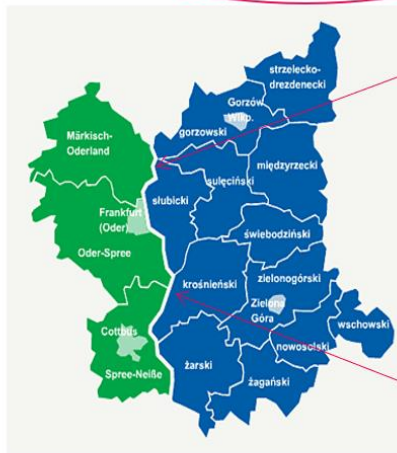 strzelecko-
drezdenecki
Gorzów
Wlkp.
gorzowski
Märkisch-
Oderland
międzyrzecki
sulęciński
słubicki
Frankfurt
(Oder)
świebodziński
Oder-Spree
krośnieński
zielonogórski
Zielona
Góra
wschowski
Cottbus
nowosolski
żarski
Spree-Neiße
żagański